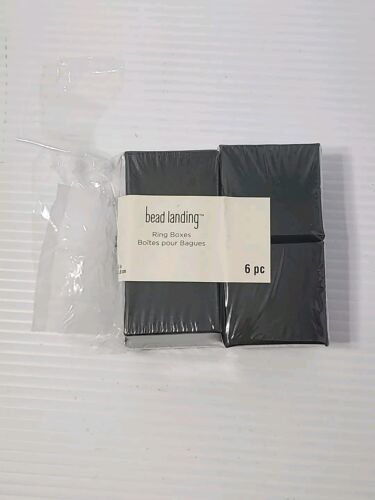 bead landing™
Ring Boxes
Boîtes pour Bagues
6 pc